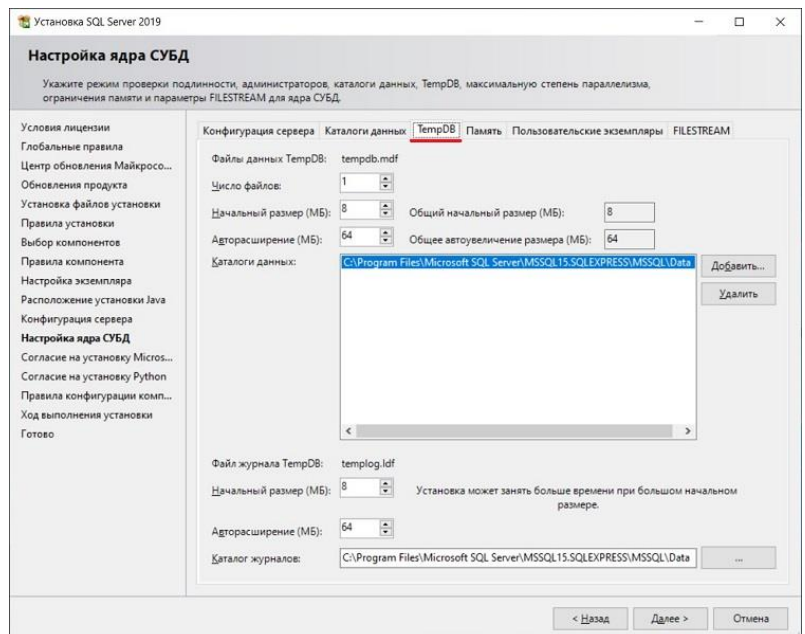 Установка SQL Server 2019
Настройка ядра СУБД
Укажите режим проверки подлинности, администраторов, каталоги данных, TempDB, максимальную степень параллелизма,
ограничения памяти и параметры FILESTREAM для ядра СУБД.
Условия лицензии
Глобальные правила
Центр обновления Майкросо...
Обновления продукта
Установка файлов установки
Правила установки
Выбор компонентов
Правила компонента
Настройка экземпляра
Расположение установки Java
Конфигурация сервера
Настройка ядра СУБД
Согласие на установку Micros...
Согласие на установку Python
Правила конфигурации комп...
Ход выполнения установки
Готово
Конфигурация сервера Каталоги данных TempDB Память Пользовательские экземпляры FILESTREAM
Файлы данных TempDB: tempdb.mdf
Число файлов: 1
Начальный размер (МБ): 8 Общий начальный размер (МБ): 8
Авторасширение (МБ): 64 Общее автоувеличение размера (МБ): 64
Каталоги данных: C:\Program Files\Microsoft SQL Server\MSSQL15.SQLEXPRESS\MSSQL\Data Добавить...
Удалить
Файл журнала TempDB: templog.ldf
Начальный размер (МБ): 8 Установка может занять больше времени при большом начальном
размере.
Авторасширение (МБ): 64
Каталог журналов: C:\Program Files\Microsoft SQL Server\MSSQL15.SQLEXPRESS\MSSQL\Data ...
< Назад Далее > Отмена